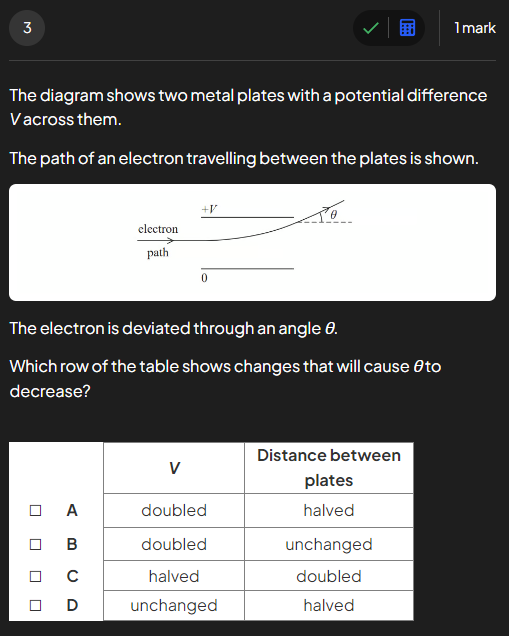 3
1 mark
The diagram shows two metal plates with a potential difference
V across them.
The path of an electron travelling between the plates is shown.
+V
θ
electron
path
0
The electron is deviated through an angle θ.
Which row of the table shows changes that will cause θ to
decrease?
V
Distance between
plates
A doubled halved
B doubled unchanged
C halved doubled
D unchanged halved